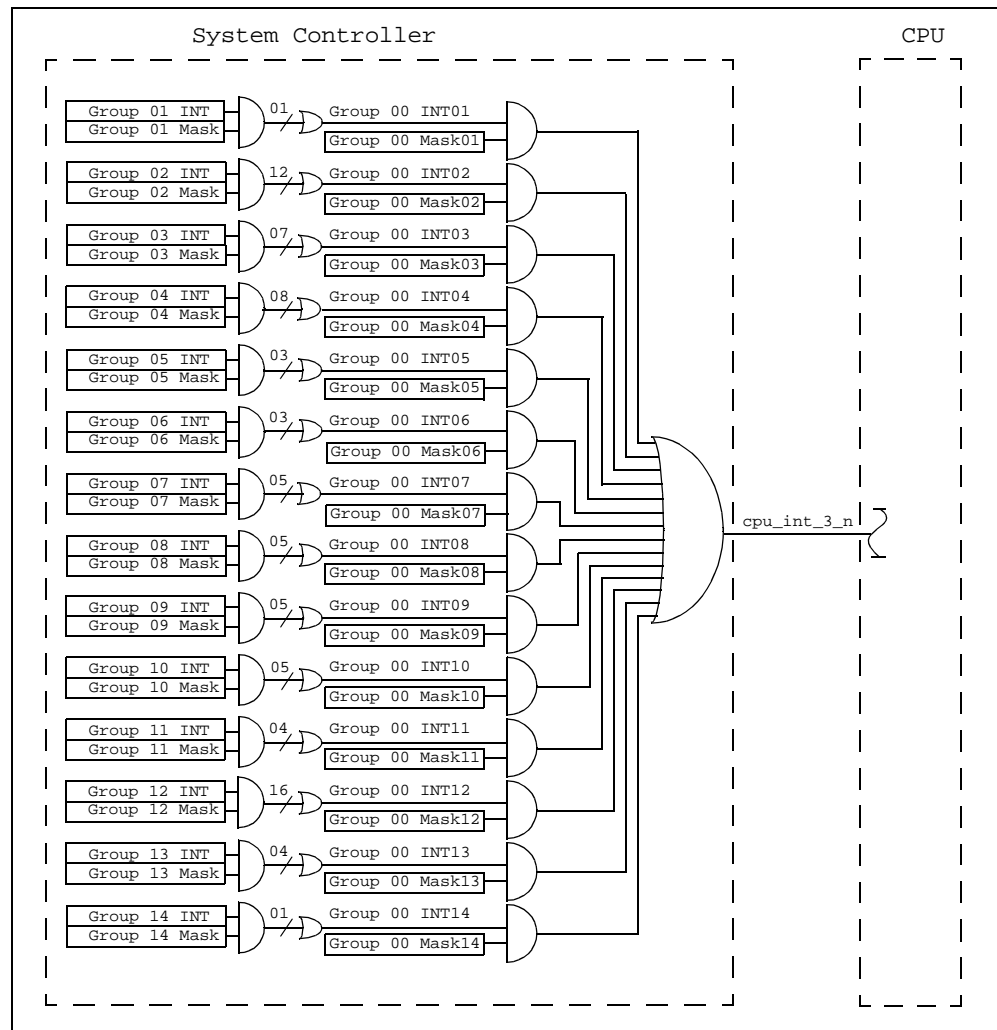 System Controller
CPU
Group 01 INT
Group 01 Mask
01
Group 00 INT01
Group 00 Mask01
Group 02 INT
Group 02 Mask
12
Group 00 INT02
Group 00 Mask02
Group 03 INT
Group 03 Mask
07
Group 00 INT03
Group 00 Mask03
Group 04 INT
Group 04 Mask
08
Group 00 INT04
Group 00 Mask04
Group 05 INT
Group 05 Mask
03
Group 00 INT05
Group 00 Mask05
Group 06 INT
Group 06 Mask
03
Group 00 INT06
Group 00 Mask06
Group 07 INT
Group 07 Mask
05
Group 00 INT07
Group 00 Mask07
cpu_int_3_n
Group 08 INT
Group 08 Mask
05
Group 00 INT08
Group 00 Mask08
Group 09 INT
Group 09 Mask
05
Group 00 INT09
Group 00 Mask09
Group 10 INT
Group 10 Mask
05
Group 00 INT10
Group 00 Mask10
Group 11 INT
Group 11 Mask
04
Group 00 INT11
Group 00 Mask11
Group 12 INT
Group 12 Mask
16
Group 00 INT12
Group 00 Mask12
Group 13 INT
Group 13 Mask
04
Group 00 INT13
Group 00 Mask13
Group 14 INT
Group 14 Mask
01
Group 00 INT14
Group 00 Mask14